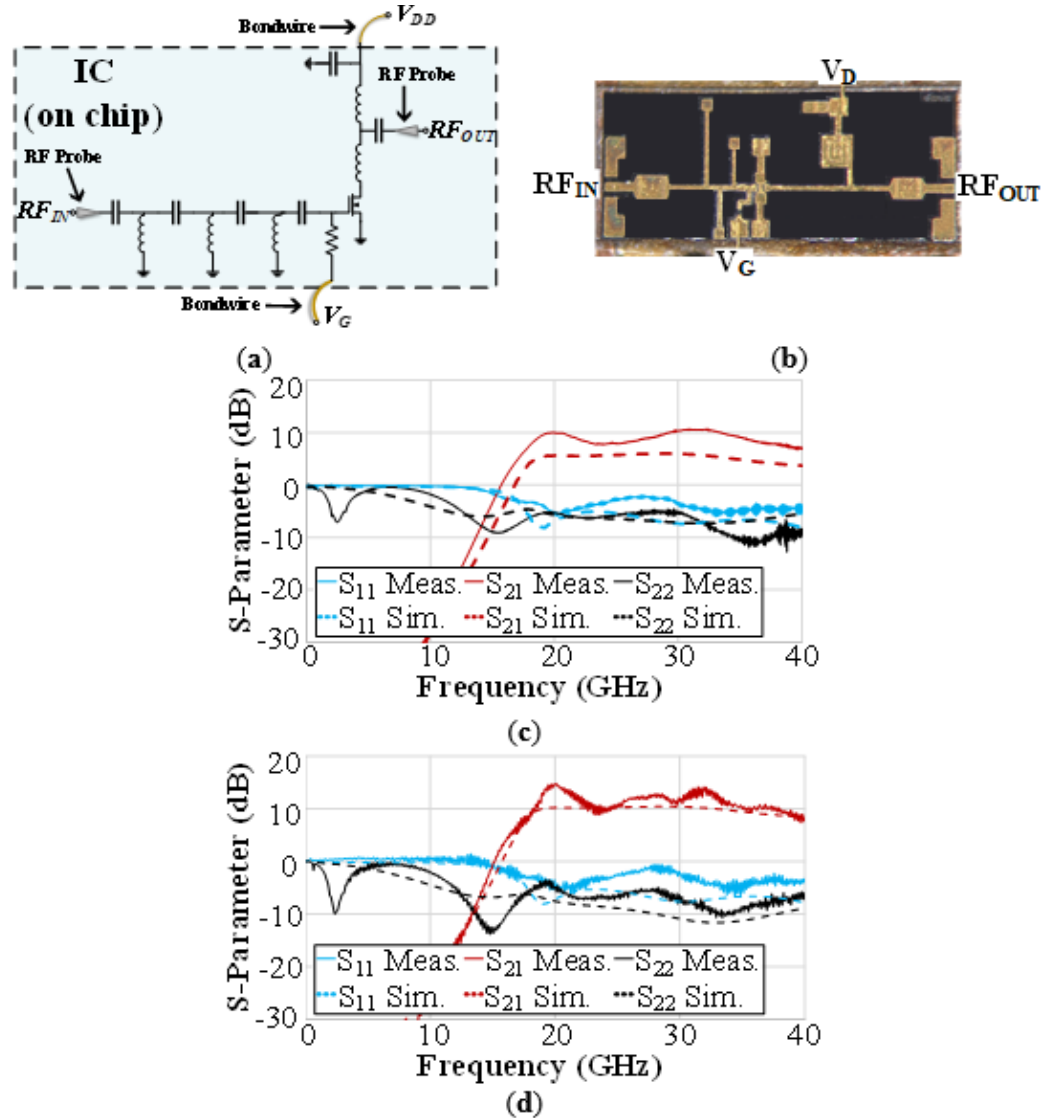 Bondwire
V_DD
IC
(on chip)
RF Probe
RF_OUT
RF Probe
RF_IN
Bondwire
V_G
(a)
V_D
RF_IN
RF_OUT
V_G
(b)
S-Parameter (dB)
20
10
0
-10
-20
-30
S11 Meas. S21 Meas. S22 Meas.
S11 Sim. S21 Sim. S22 Sim.
0 10 20 30 40
Frequency (GHz)
(c)
S-Parameter (dB)
20
10
0
-10
-20
-30
S11 Meas. S21 Meas. S22 Meas.
S11 Sim. S21 Sim. S22 Sim.
0 10 20 30 40
Frequency (GHz)
(d)